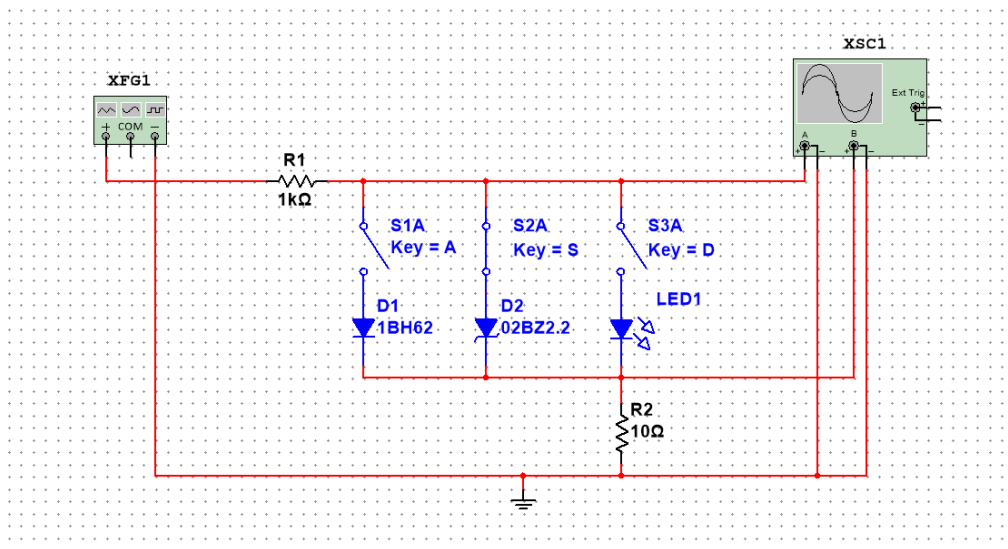 XSC1
XFG1
Ext Trig
+
−
+ COM −
A B
+ − + −
R1
1kΩ
S1A
Key = A
S2A
Key = S
S3A
Key = D
D1
1BH62
D2
02BZ2.2
LED1
R2
10Ω